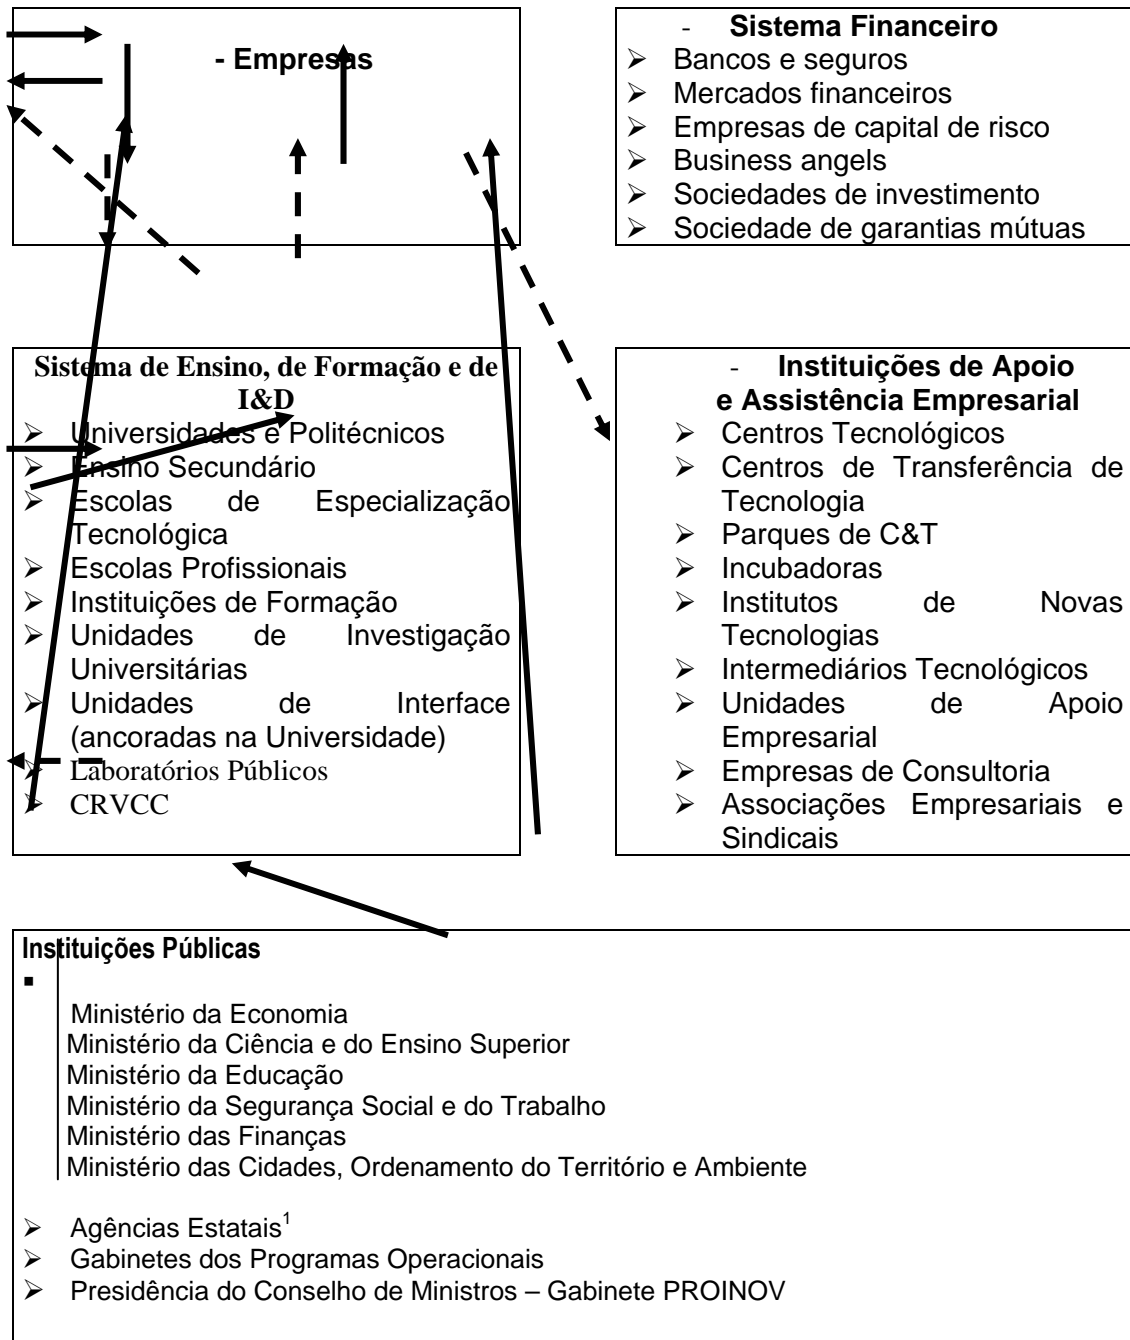 - Empresas
- Sistema Financeiro
➢ Bancos e seguros
➢ Mercados financeiros
➢ Empresas de capital de risco
➢ Business angels
➢ Sociedades de investimento
➢ Sociedade de garantias mútuas
Sistema de Ensino, de Formação e de
I&D
➢ Universidades e Politécnicos
➢ Ensino Secundário
➢ Escolas de Especialização
Tecnológica
➢ Escolas Profissionais
➢ Instituições de Formação
➢ Unidades de Investigação
Universitárias
➢ Unidades de Interface
(ancoradas na Universidade)
➢ Laboratórios Públicos
➢ CRVCC
- Instituições de Apoio
e Assistência Empresarial
➢ Centros Tecnológicos
➢ Centros de Transferência de
Tecnologia
➢ Parques de C&T
➢ Incubadoras
➢ Institutos de Novas
Tecnologias
➢ Intermediários Tecnológicos
➢ Unidades de Apoio
Empresarial
➢ Empresas de Consultoria
➢ Associações Empresariais e
Sindicais
Instituições Públicas
▪
Ministério da Economia
Ministério da Ciência e do Ensino Superior
Ministério da Educação
Ministério da Segurança Social e do Trabalho
Ministério das Finanças
Ministério das Cidades, Ordenamento do Território e Ambiente
➢ Agências Estatais¹
➢ Gabinetes dos Programas Operacionais
➢ Presidência do Conselho de Ministros – Gabinete PROINOV